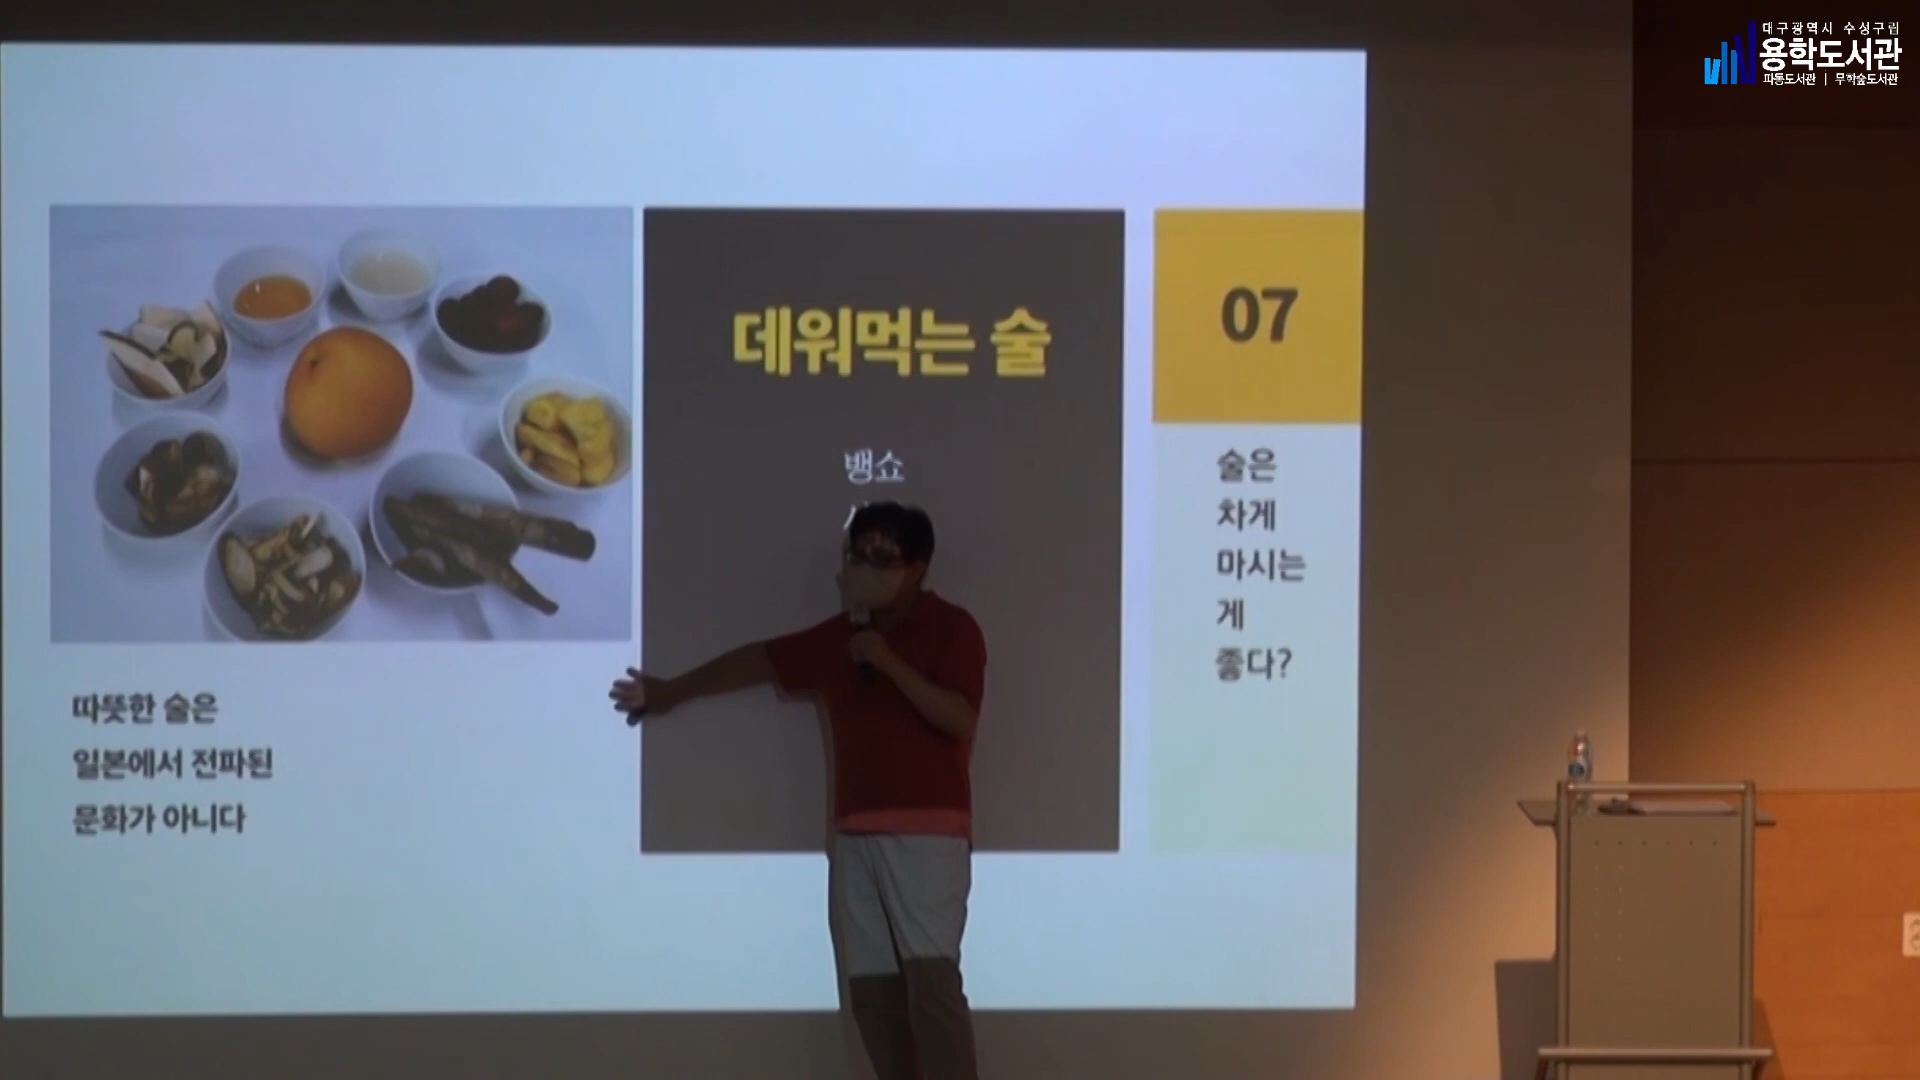 대구광역시 수성구립
용학도서관
파동도서관 | 무학숲도서관
데워먹는 술
뱅쇼
07
술은
차게
마시는
게
좋다?
따뜻한 술은
일본에서 전파된
문화가 아니다